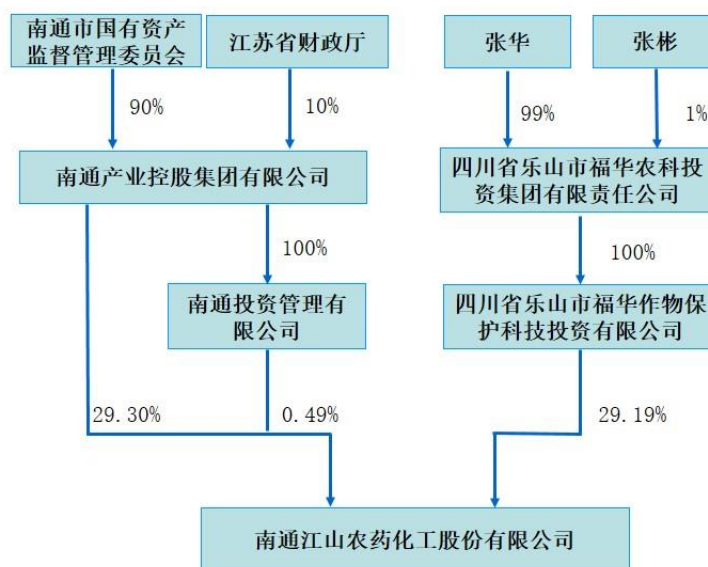 南通市国有资产
监督管理委员会
江苏省财政厅
张华
张彬
90%
10%
99%
1%
南通产业控股集团有限公司
四川省乐山市福华农科投
资集团有限责任公司
100%
100%
南通投资管理有
限公司
四川省乐山市福华作物保
护科技投资有限公司
29.30%
0.49%
29.19%
南通江山农药化工股份有限公司